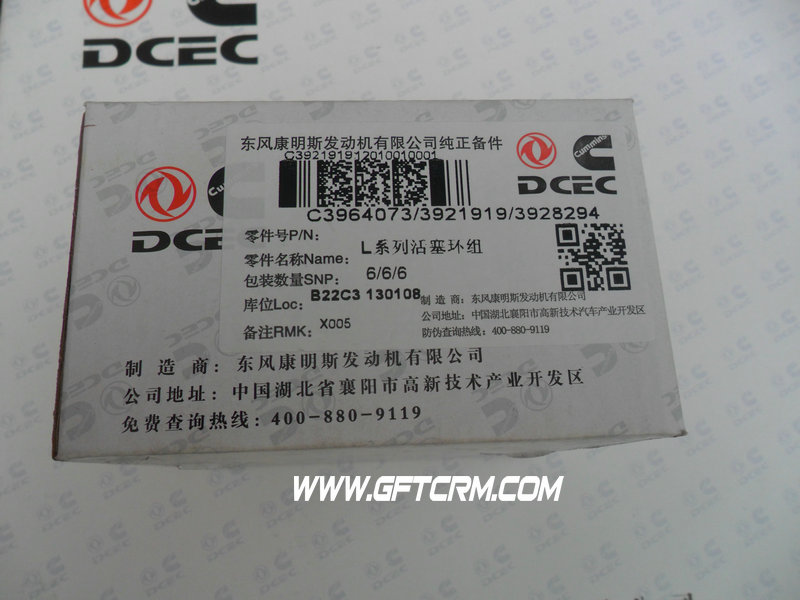 DCEC
东风康明斯发动机有限公司纯正备件
C392191912010010001
Cummins
DCEC
C3964073/3921919/3928294
Cummins
DCEC
零件号P/N:
零件名称Name: L系列活塞环组
包装数量SNP: 6/6/6
库位Loc: B22C3 130108
备注RMK: X005
制 造 商: 东风康明斯发动机有限公司
公司地址: 中国湖北襄阳市高新技术汽车产业开发区
防伪查询热线: 400-880-9119
制 造 商: 东风康明斯发动机有限公司
公司地址: 中国湖北省襄阳市高新技术产业开发区
免费查询热线: 400-880-9119
WWW.GFTCRM.COM
DCEC